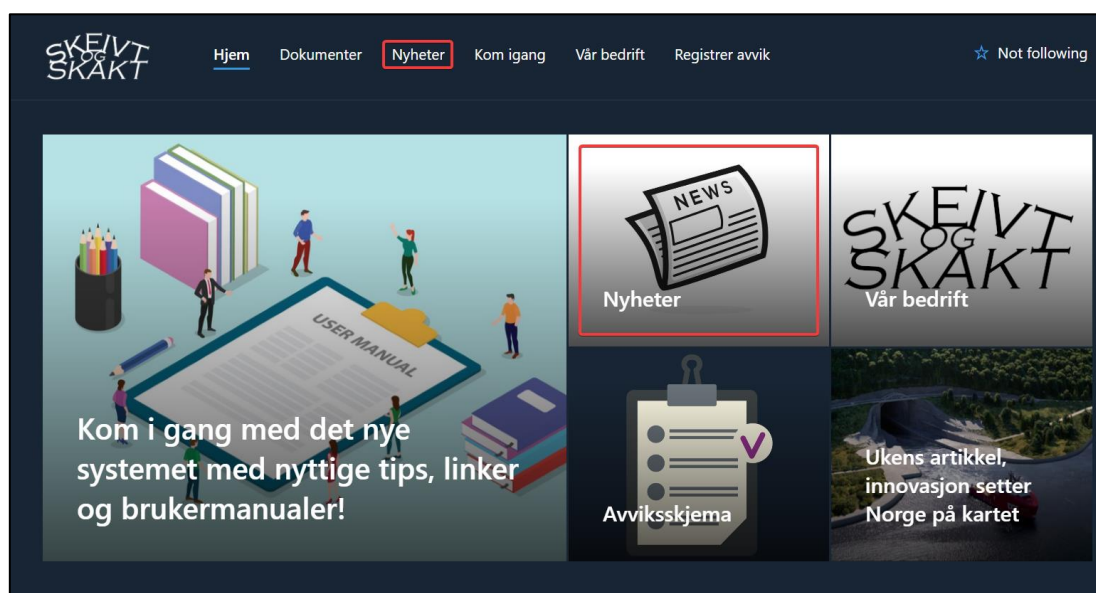 SKEIVT
OG
SKAKT
Hjem
Dokumenter
Nyheter
Kom igang
Vår bedrift
Registrer avvik
Not following
USER MANUAL
Kom i gang med det nye
systemet med nyttige tips, linker
og brukermanualer!
NEWS
Nyheter
SKEIVT
OG
SKAKT
Vår bedrift
Avviksskjema
Ukens artikkel,
innovasjon setter
Norge på kartet